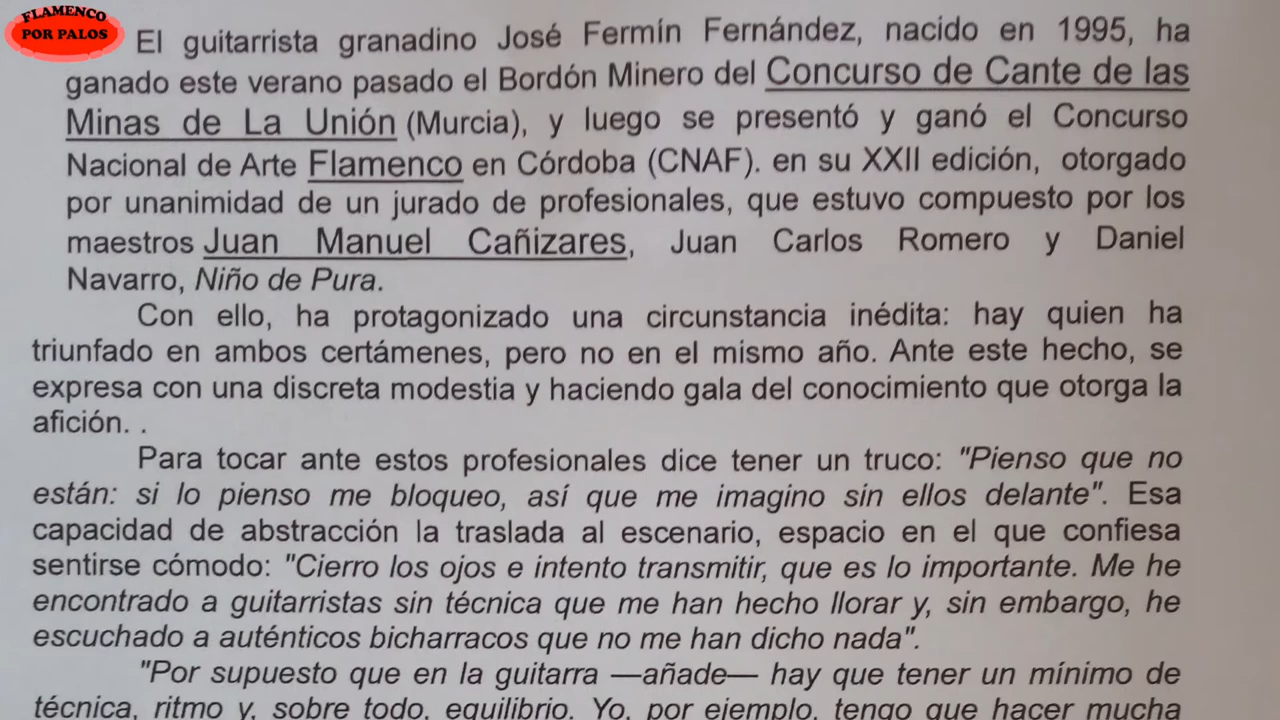 FLAMENCO
POR PALOS
El guitarrista granadino José Fermín Fernández, nacido en 1995, ha
ganado este verano pasado el Bordón Minero del Concurso de Cante de las
Minas de La Unión (Murcia), y luego se presentó y ganó el Concurso
Nacional de Arte Flamenco en Córdoba (CNAF). en su XXII edición, otorgado
por unanimidad de un jurado de profesionales, que estuvo compuesto por los
maestros Juan Manuel Cañizares, Juan Carlos Romero y Daniel
Navarro, Niño de Pura.
Con ello, ha protagonizado una circunstancia inédita: hay quien ha
triunfado en ambos certámenes, pero no en el mismo año. Ante este hecho, se
expresa con una discreta modestia y haciendo gala del conocimiento que otorga la
afición. .
Para tocar ante estos profesionales dice tener un truco: "Pienso que no
están: si lo pienso me bloqueo, así que me imagino sin ellos delante". Esa
capacidad de abstracción la traslada al escenario, espacio en el que confiesa
sentirse cómodo: "Cierro los ojos e intento transmitir, que es lo importante. Me he
encontrado a guitarristas sin técnica que me han hecho llorar y, sin embargo, he
escuchado a auténticos bicharracos que no me han dicho nada".
"Por supuesto que en la guitarra —añade— hay que tener un mínimo de
técnica, ritmo y, sobre todo, equilibrio. Yo, por ejemplo, tengo que hacer mucha